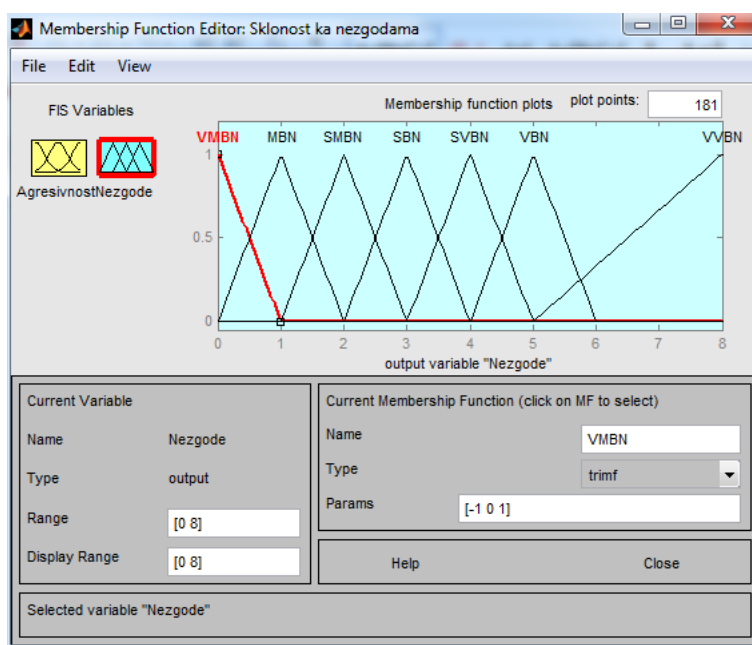 Membership Function Editor: Sklonost ka nezgodama
File Edit View
FIS Variables
Membership function plots
plot points:
181
VMBN MBN SMBN SBN SVBN VBN VVBN
Agresivnost
Nezgode
1
0.5
0
0 1 2 3 4 5 6 7 8
output variable "Nezgode"
Current Variable
Name
Nezgode
Type
output
Range
[0 8]
Display Range
[0 8]
Current Membership Function (click on MF to select)
Name
VMBN
Type
trimf
Params
[-1 0 1]
Help
Close
Selected variable "Nezgode"